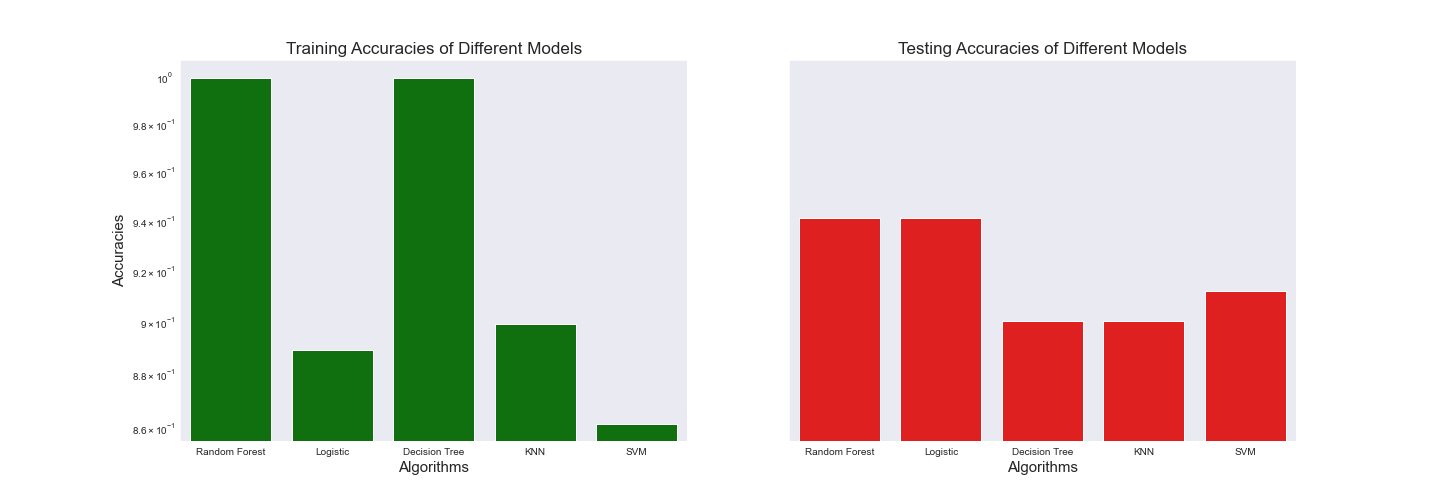 Training Accuracies of Different Models
Accuracies
10⁰
9.8 × 10⁻¹
9.6 × 10⁻¹
9.4 × 10⁻¹
9.2 × 10⁻¹
9 × 10⁻¹
8.8 × 10⁻¹
8.6 × 10⁻¹
Random Forest Logistic Decision Tree KNN SVM
Algorithms
Testing Accuracies of Different Models
Random Forest Logistic Decision Tree KNN SVM
Algorithms